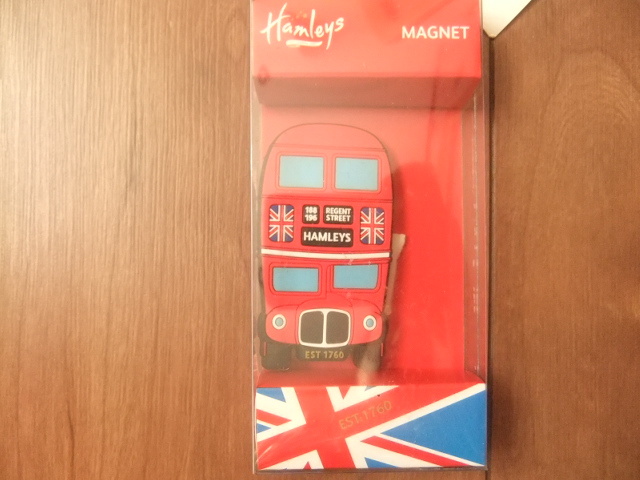 Hamleys
MAGNET
188
196
REGENT
STREET
HAMLEYS
EST 1760
EST. 1760